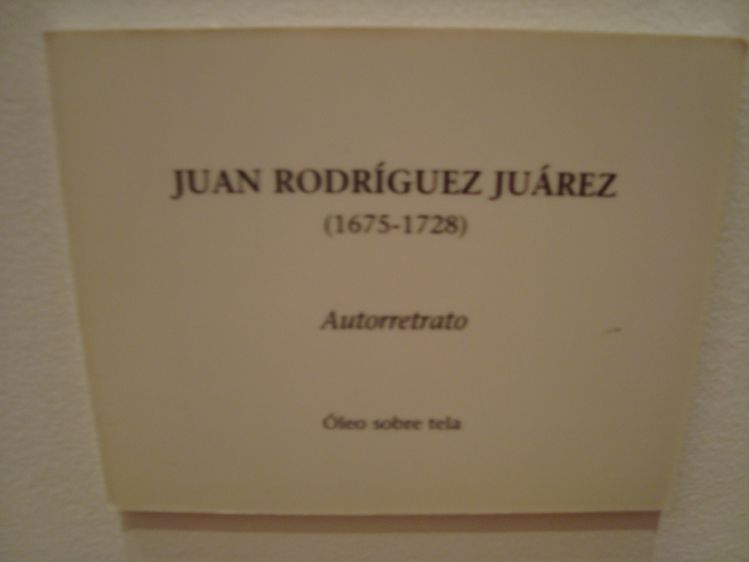 JUAN RODRÍGUEZ JUÁREZ
(1675-1728)
Autorretrato
Óleo sobre tela